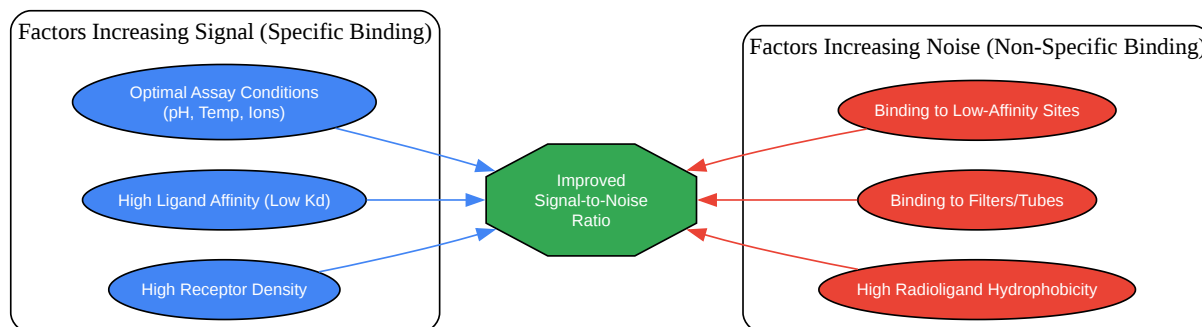 Factors Increasing Signal (Specific Binding)
Optimal Assay Conditions
(pH, Temp, Ions)
High Ligand Affinity (Low Kd)
High Receptor Density
Improved
Signal-to-Noise
Ratio
Factors Increasing Noise (Non-Specific Binding)
Binding to Low-Affinity Sites
Binding to Filters/Tubes
High Radioligand Hydrophobicity